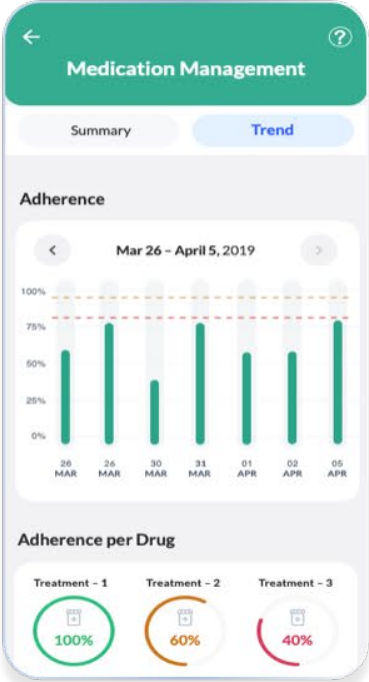 ?
Medication Management
Summary Trend
Adherence
Mar 26 – April 5, 2019
100%
75%
50%
25%
0%
26 26 30 31 01 02 05
MAR MAR MAR MAR APR APR APR
Adherence per Drug
Treatment – 1 Treatment – 2 Treatment – 3
100% 60% 40%